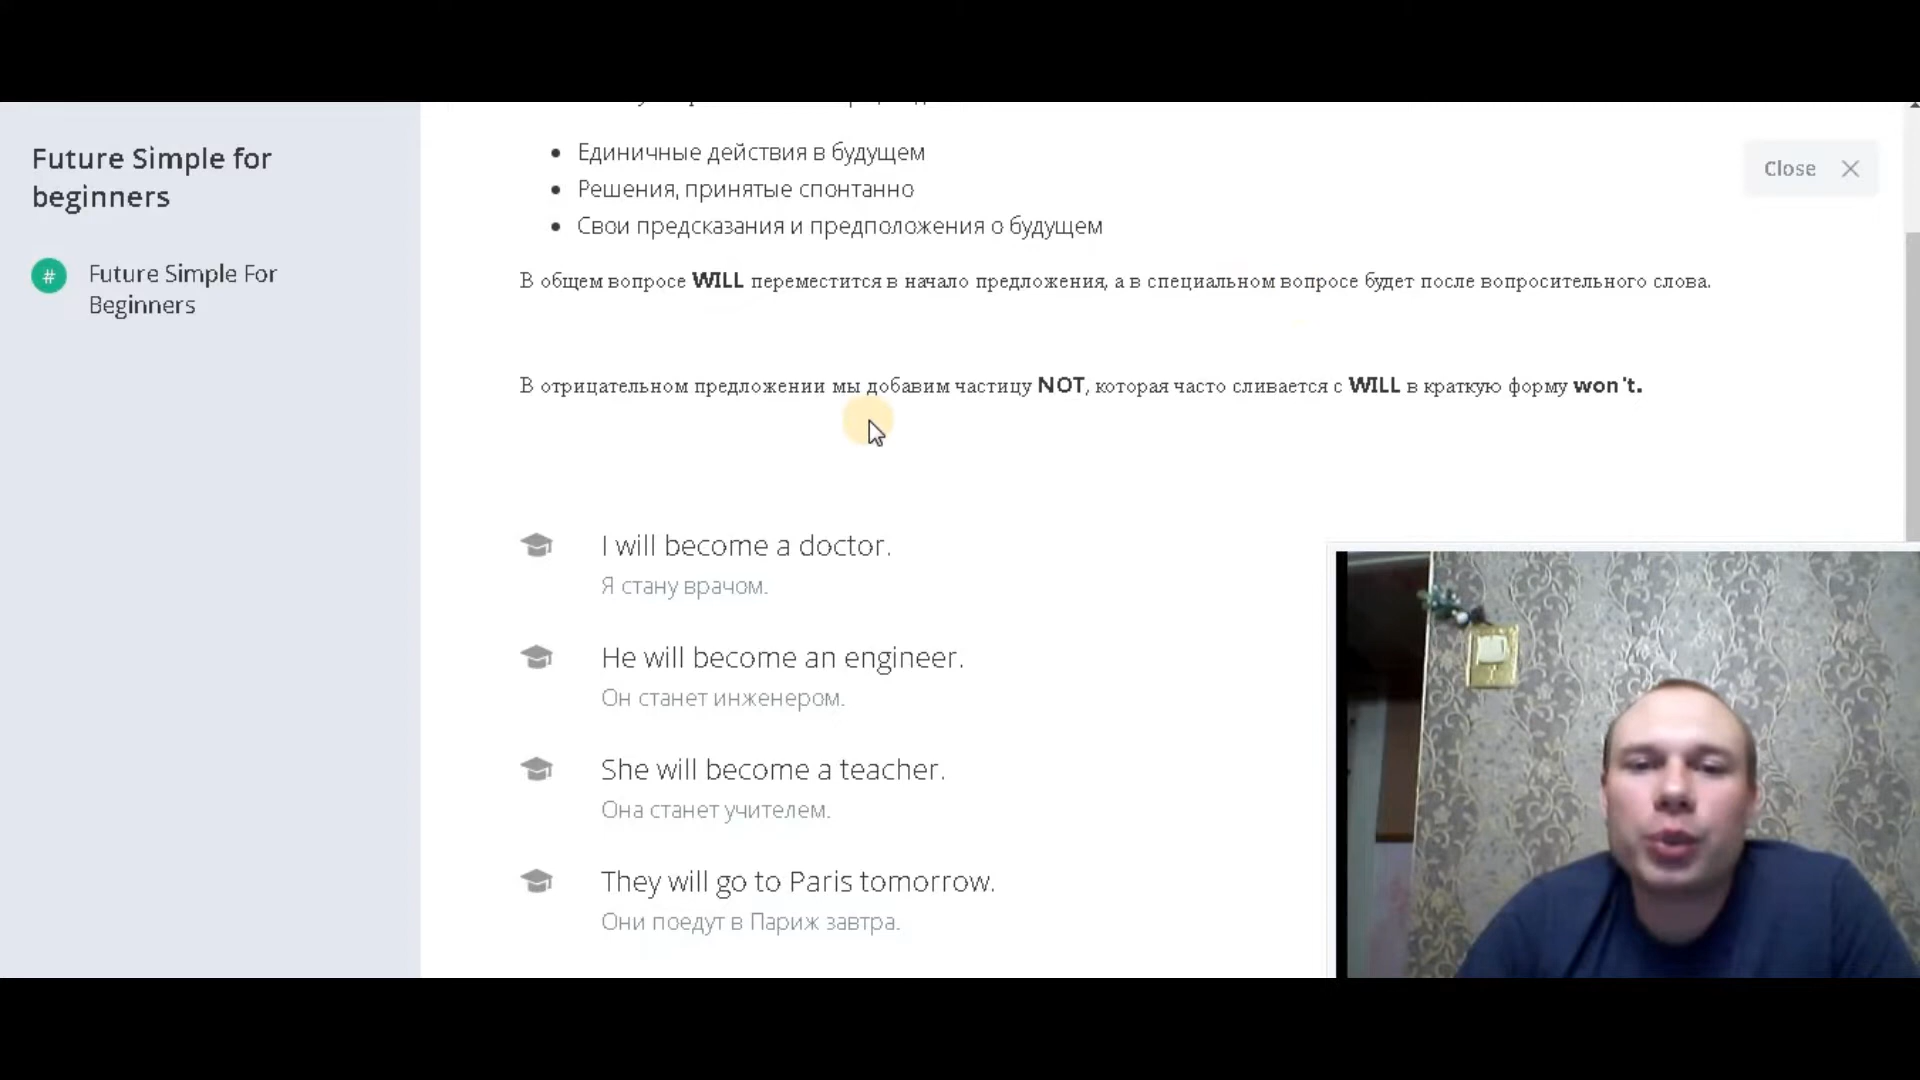 Future Simple for
beginners
# Future Simple For
Beginners
Close
Единичные действия в будущем
Решения, принятые спонтанно
Свои предсказания и предположения о будущем
В общем вопросе WILL переместится в начало предложения, а в специальном вопросе будет после вопросительного слова.
В отрицательном предложении мы добавим частицу NOT, которая часто сливается с WILL в краткую форму won't.
I will become a doctor.
Я стану врачом.
He will become an engineer.
Он станет инженером.
She will become a teacher.
Она станет учителем.
They will go to Paris tomorrow.
Они поедут в Париж завтра.